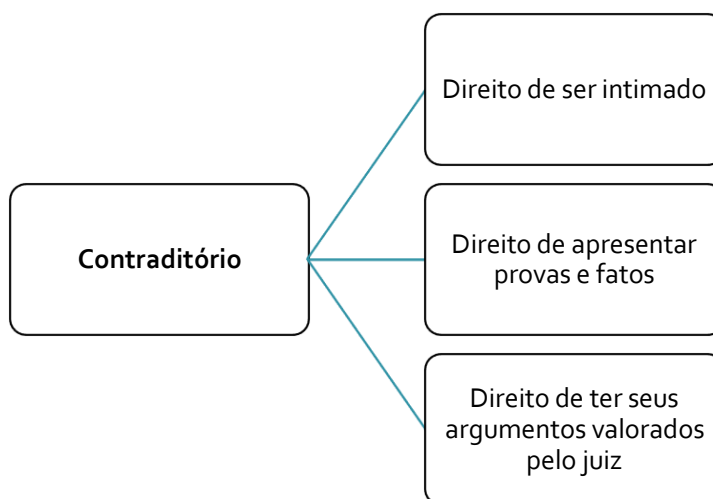 Contraditório
Direito de ser intimado
Direito de apresentar
provas e fatos
Direito de ter seus
argumentos valorados
pelo juiz